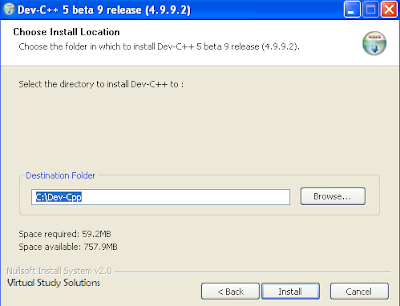 Dev-C++ 5 beta 9 release (4.9.9.2)
Choose Install Location
Choose the folder in which to install Dev-C++ 5 beta 9 release (4.9.9.2).
Select the directory to install Dev-C++ to :
Destination Folder
C:\Dev-Cpp
Browse...
Space required: 59.2MB
Space available: 757.9MB
Nullsoft Install System v2.0
Virtual Study Solutions
< Back
Install
Cancel